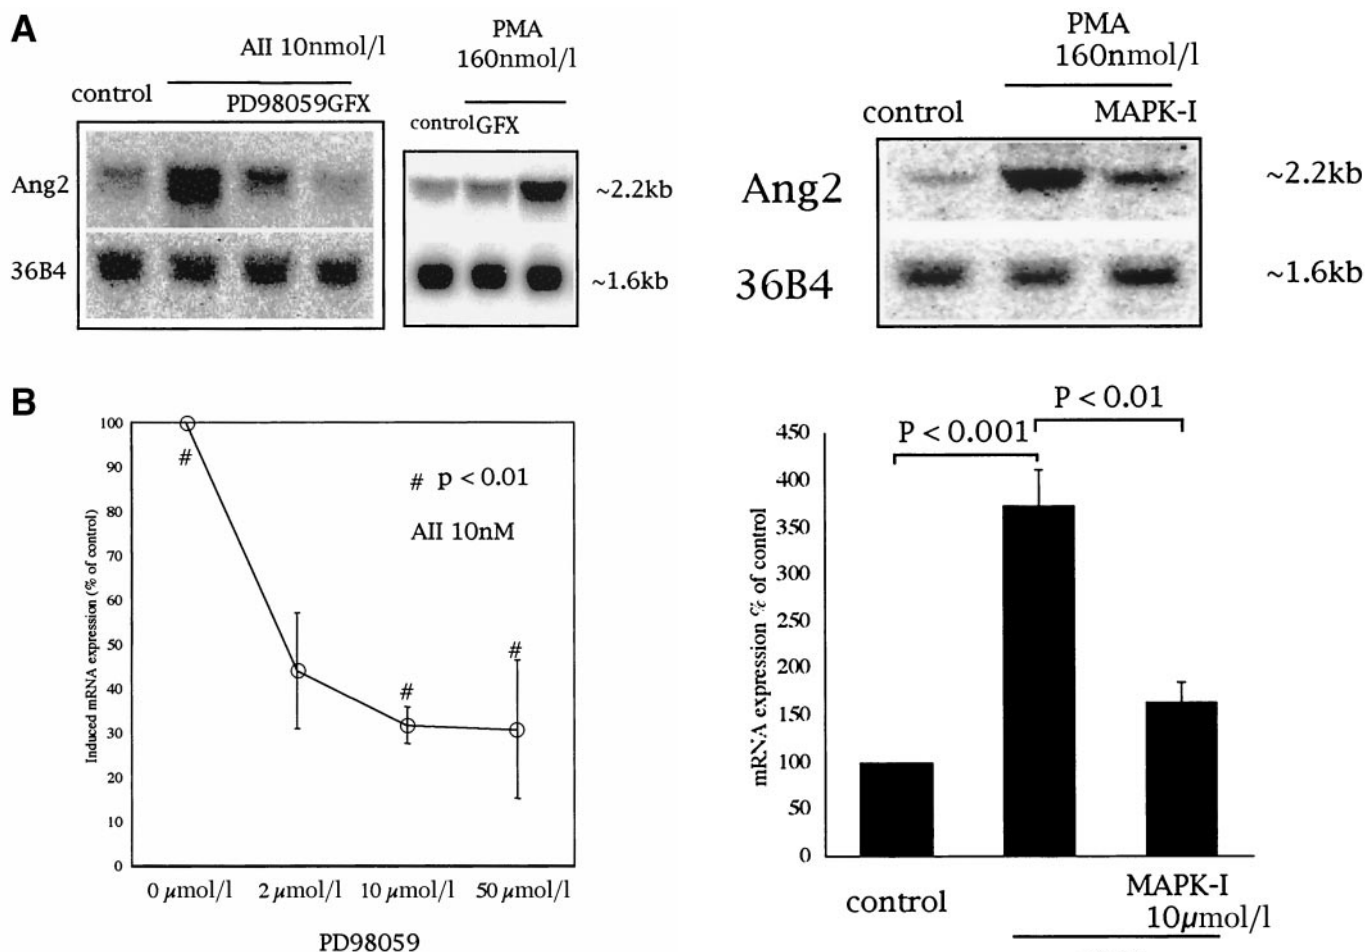 A
AII 10nmol/l
control
PD98059GFX
Ang2
36B4
PMA
160nmol/l
controlGFX
~2.2kb
~1.6kb
PMA
160nmol/l
control
MAPK-I
Ang2
36B4
~2.2kb
~1.6kb
B
Induced mRNA expression (% of control)
100
90
80
70
60
50
40
30
20
10
0
#
#
#
# p < 0.01
AII 10nM
0 µmol/l
2 µmol/l
10 µmol/l
50 µmol/l
PD98059
mRNA expression % of control
450
400
350
300
250
200
150
100
50
0
P < 0.001
P < 0.01
control
MAPK-I
10µmol/l